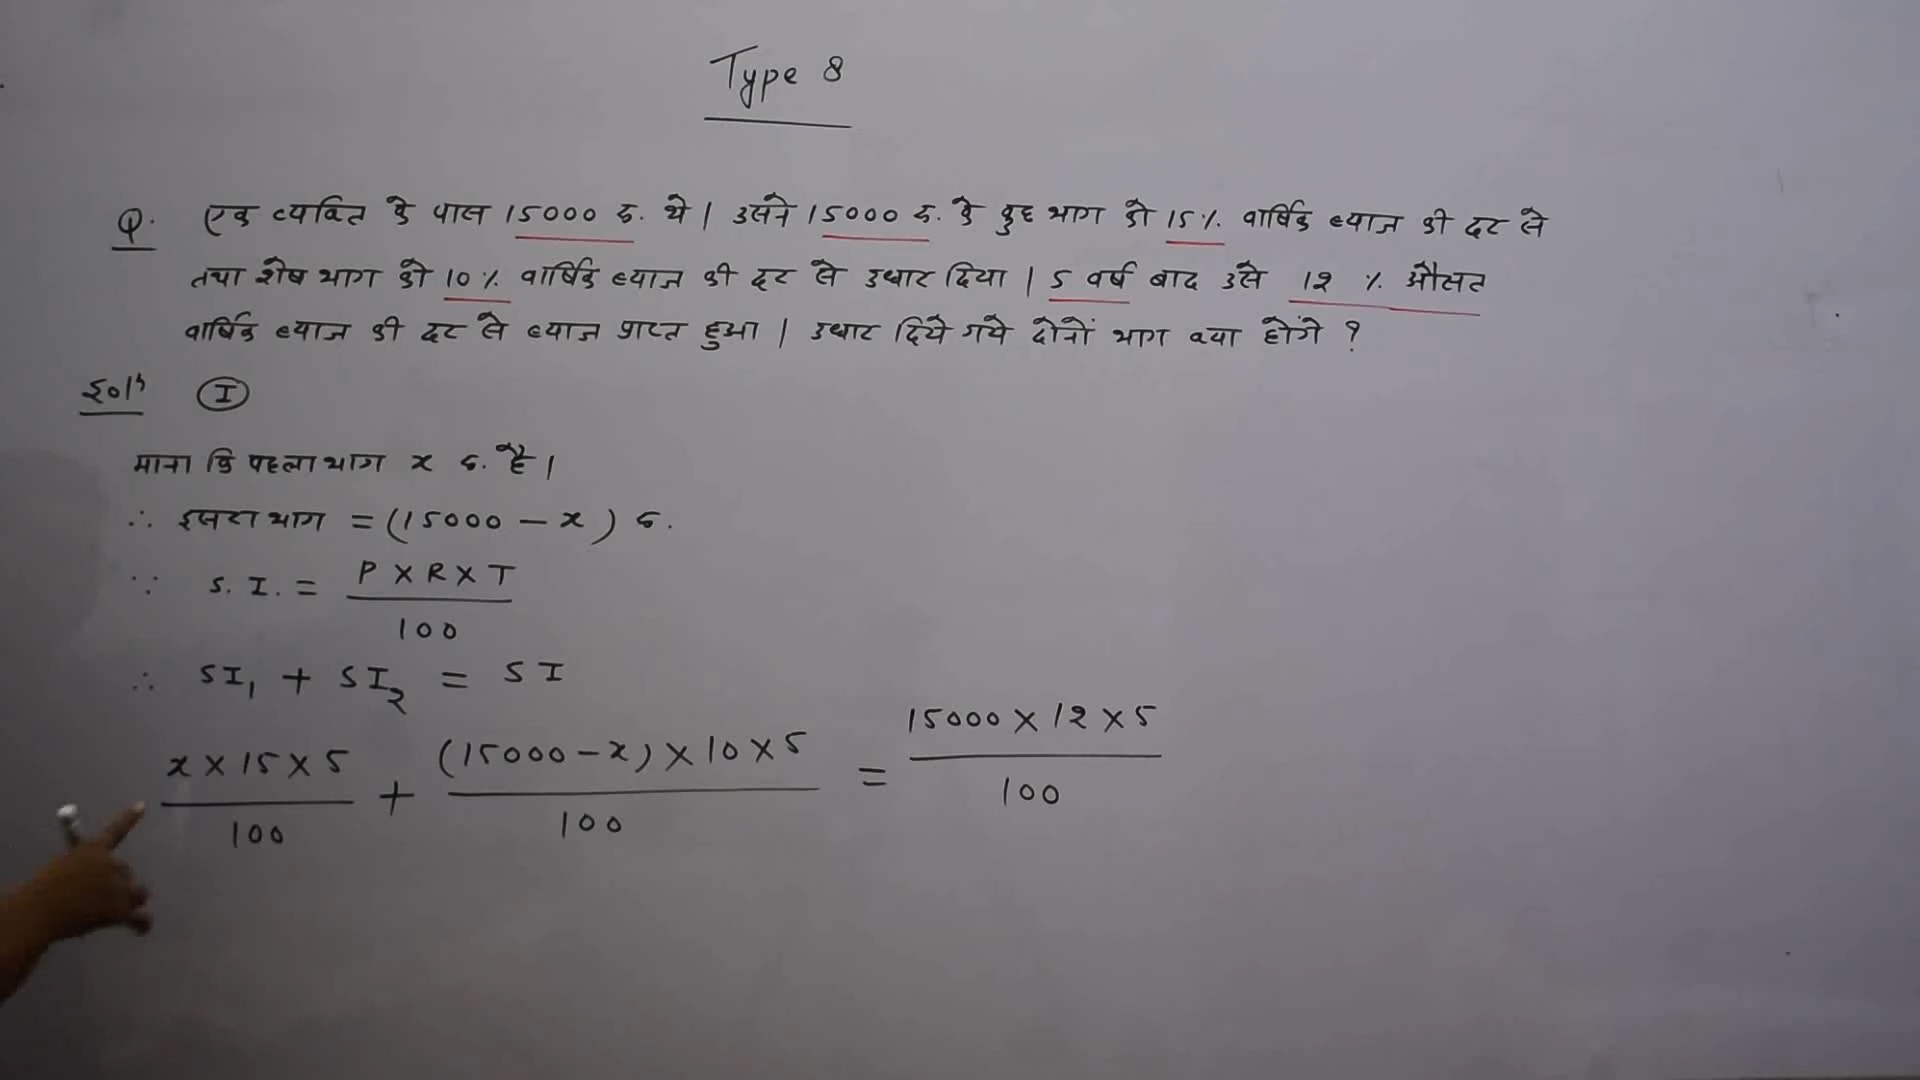 Type 8
Q. एक व्यक्ति के पास 15000 रु. थे। उसने 15000 रु. के कुछ भाग को 15% वार्षिक ब्याज की दर से
तथा शेष भाग को 10% वार्षिक ब्याज की दर से उधार दिया। 5 वर्ष बाद उसे 12 % औसत
वार्षिक ब्याज की दर से ब्याज प्राप्त हुआ। उधार दिये गये दोनों भाग क्या होंगे ?
Solⁿ I
माना कि पहला भाग x रु. है।
∴ दूसरा भाग = (15000 - x) रु.
∵ S.I. = P × R × T / 100
∴ SI₁ + SI₂ = SI
x × 15 × 5 / 100 + (15000 - x) × 10 × 5 / 100 = 15000 × 12 × 5 / 100